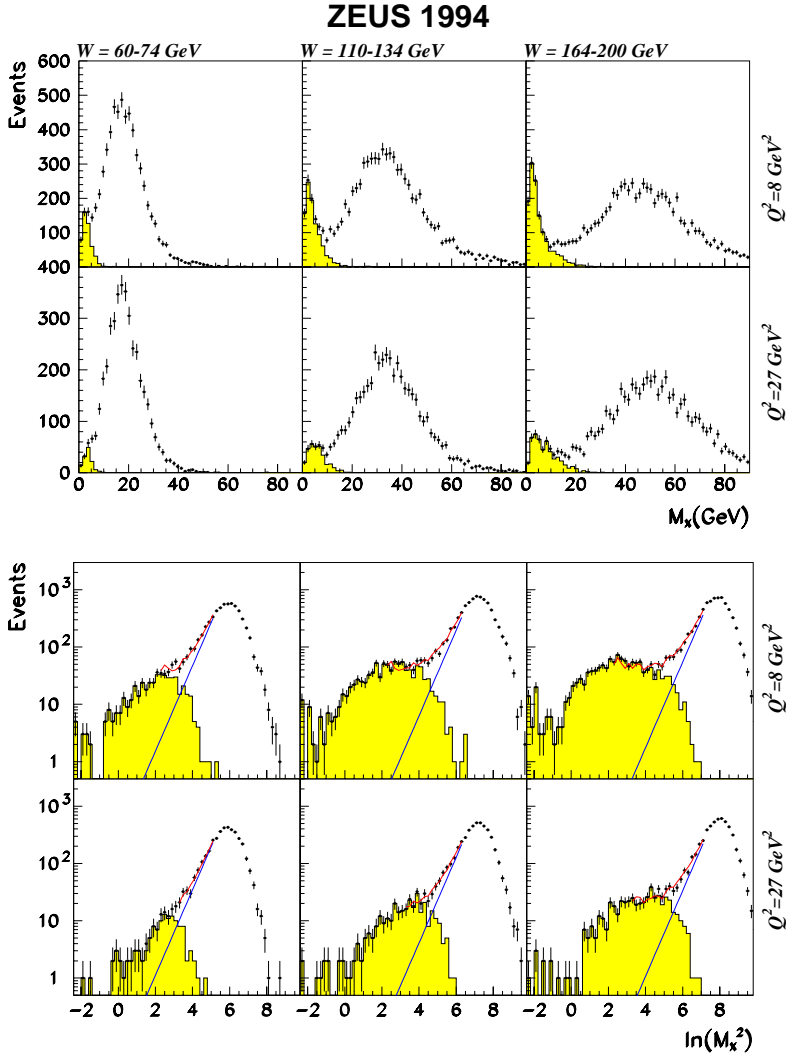 ZEUS 1994
W = 60-74 GeV W = 110-134 GeV W = 164-200 GeV
Events
600
500
400
300
200
100
400
300
200
100
0
Q²=8 GeV²
Q²=27 GeV²
0 20 40 60 80 0 20 40 60 80 0 20 40 60 80
Mₓ(GeV)
Events
10³
10²
10
1
10³
10²
10
1
Q²=8 GeV²
Q²=27 GeV²
−2 0 2 4 6 8 −2 0 2 4 6 8 −2 0 2 4 6 8
ln(Mₓ²)